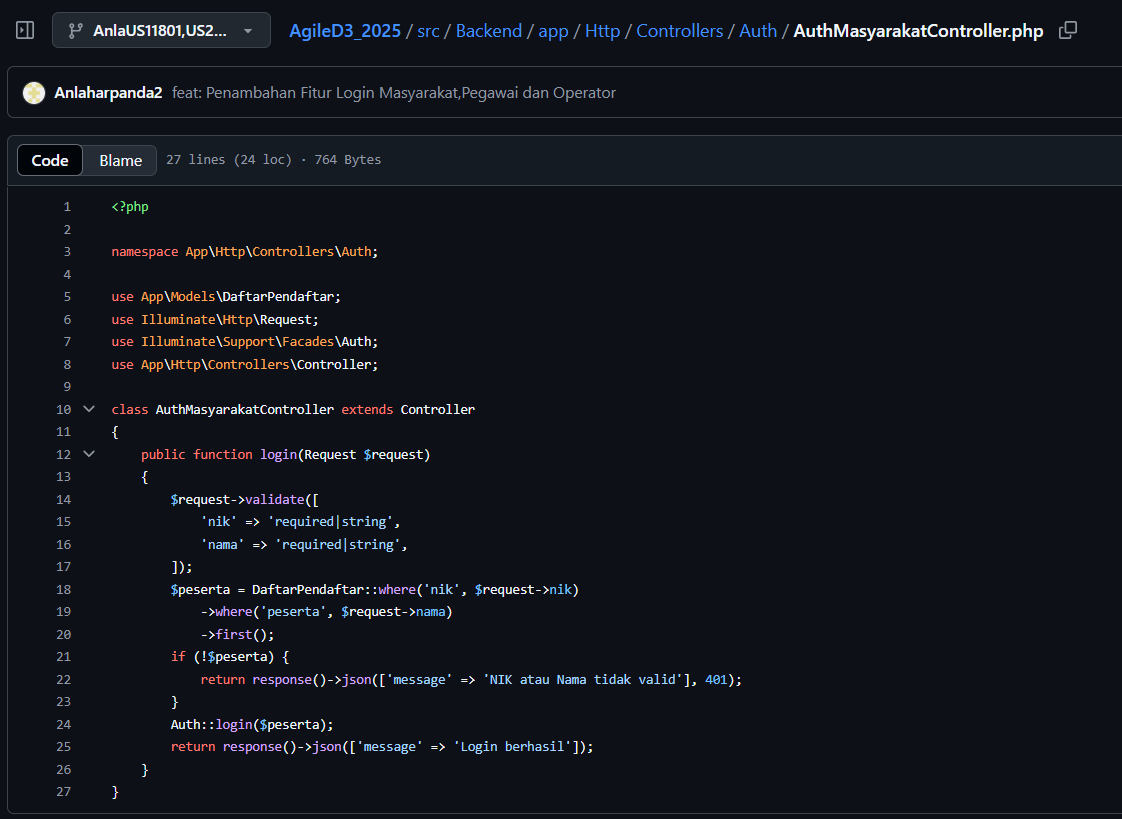 AnlaUS11801,US2...
AgileD3_2025 / src / Backend / app / Http / Controllers / Auth / AuthMasyarakatController.php
Anlaharpanda2 feat: Penambahan Fitur Login Masyarakat,Pegawai dan Operator
Code Blame 27 lines (24 loc) · 764 Bytes
1 <?php
2
3 namespace App\Http\Controllers\Auth;
4
5 use App\Models\DaftarPendaftar;
6 use Illuminate\Http\Request;
7 use Illuminate\Support\Facades\Auth;
8 use App\Http\Controllers\Controller;
9
10 class AuthMasyarakatController extends Controller
11 {
12     public function login(Request $request)
13     {
14         $request->validate([
15             'nik' => 'required|string',
16             'nama' => 'required|string',
17         ]);
18         $peserta = DaftarPendaftar::where('nik', $request->nik)
19             ->where('peserta', $request->nama)
20             ->first();
21         if (!$peserta) {
22             return response()->json(['message' => 'NIK atau Nama tidak valid'], 401);
23         }
24         Auth::login($peserta);
25         return response()->json(['message' => 'Login berhasil']);
26     }
27 }